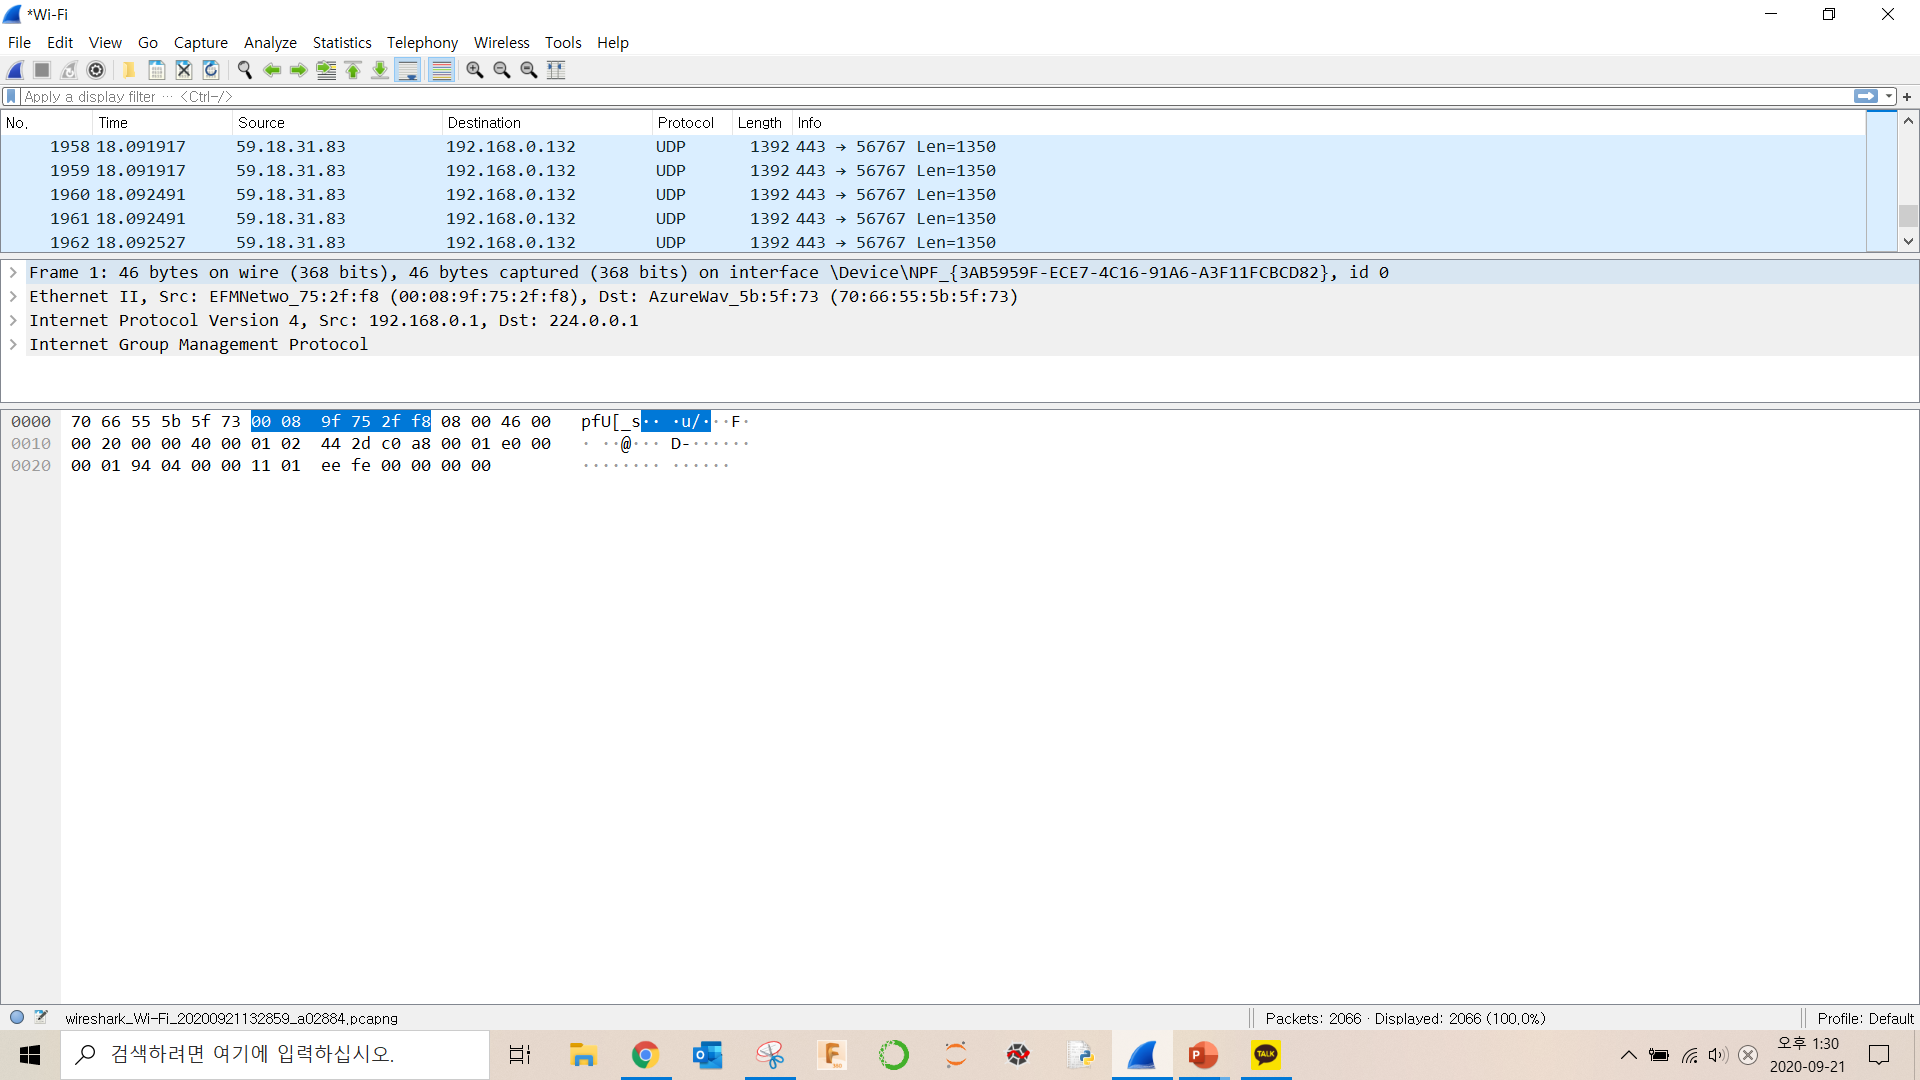 *Wi-Fi
File Edit View Go Capture Analyze Statistics Telephony Wireless Tools Help
Apply a display filter ··· <Ctrl-/>
No. Time Source Destination Protocol Length Info
1958 18.091917 59.18.31.83 192.168.0.132 UDP 1392 443 → 56767 Len=1350
1959 18.091917 59.18.31.83 192.168.0.132 UDP 1392 443 → 56767 Len=1350
1960 18.092491 59.18.31.83 192.168.0.132 UDP 1392 443 → 56767 Len=1350
1961 18.092491 59.18.31.83 192.168.0.132 UDP 1392 443 → 56767 Len=1350
1962 18.092527 59.18.31.83 192.168.0.132 UDP 1392 443 → 56767 Len=1350
Frame 1: 46 bytes on wire (368 bits), 46 bytes captured (368 bits) on interface \Device\NPF_{3AB5959F-ECE7-4C16-91A6-A3F11FCBCD82}, id 0
Ethernet II, Src: EFMNetwo_75:2f:f8 (00:08:9f:75:2f:f8), Dst: AzureWav_5b:5f:73 (70:66:55:5b:5f:73)
Internet Protocol Version 4, Src: 192.168.0.1, Dst: 224.0.0.1
Internet Group Management Protocol
0000 70 66 55 5b 5f 73 00 08 9f 75 2f f8 08 00 46 00 pfU[_s·· ·u/···F·
0010 00 20 00 00 40 00 01 02 44 2d c0 a8 00 01 e0 00 · ··@··· D-······
0020 00 01 94 04 00 00 11 01 ee fe 00 00 00 00 ········ ······
wireshark_Wi-Fi_20200921132859_a02884.pcapng Packets: 2066 · Displayed: 2066 (100.0%) Profile: Default
검색하려면 여기에 입력하십시오.
P
TALK
오후 1:30
2020-09-21